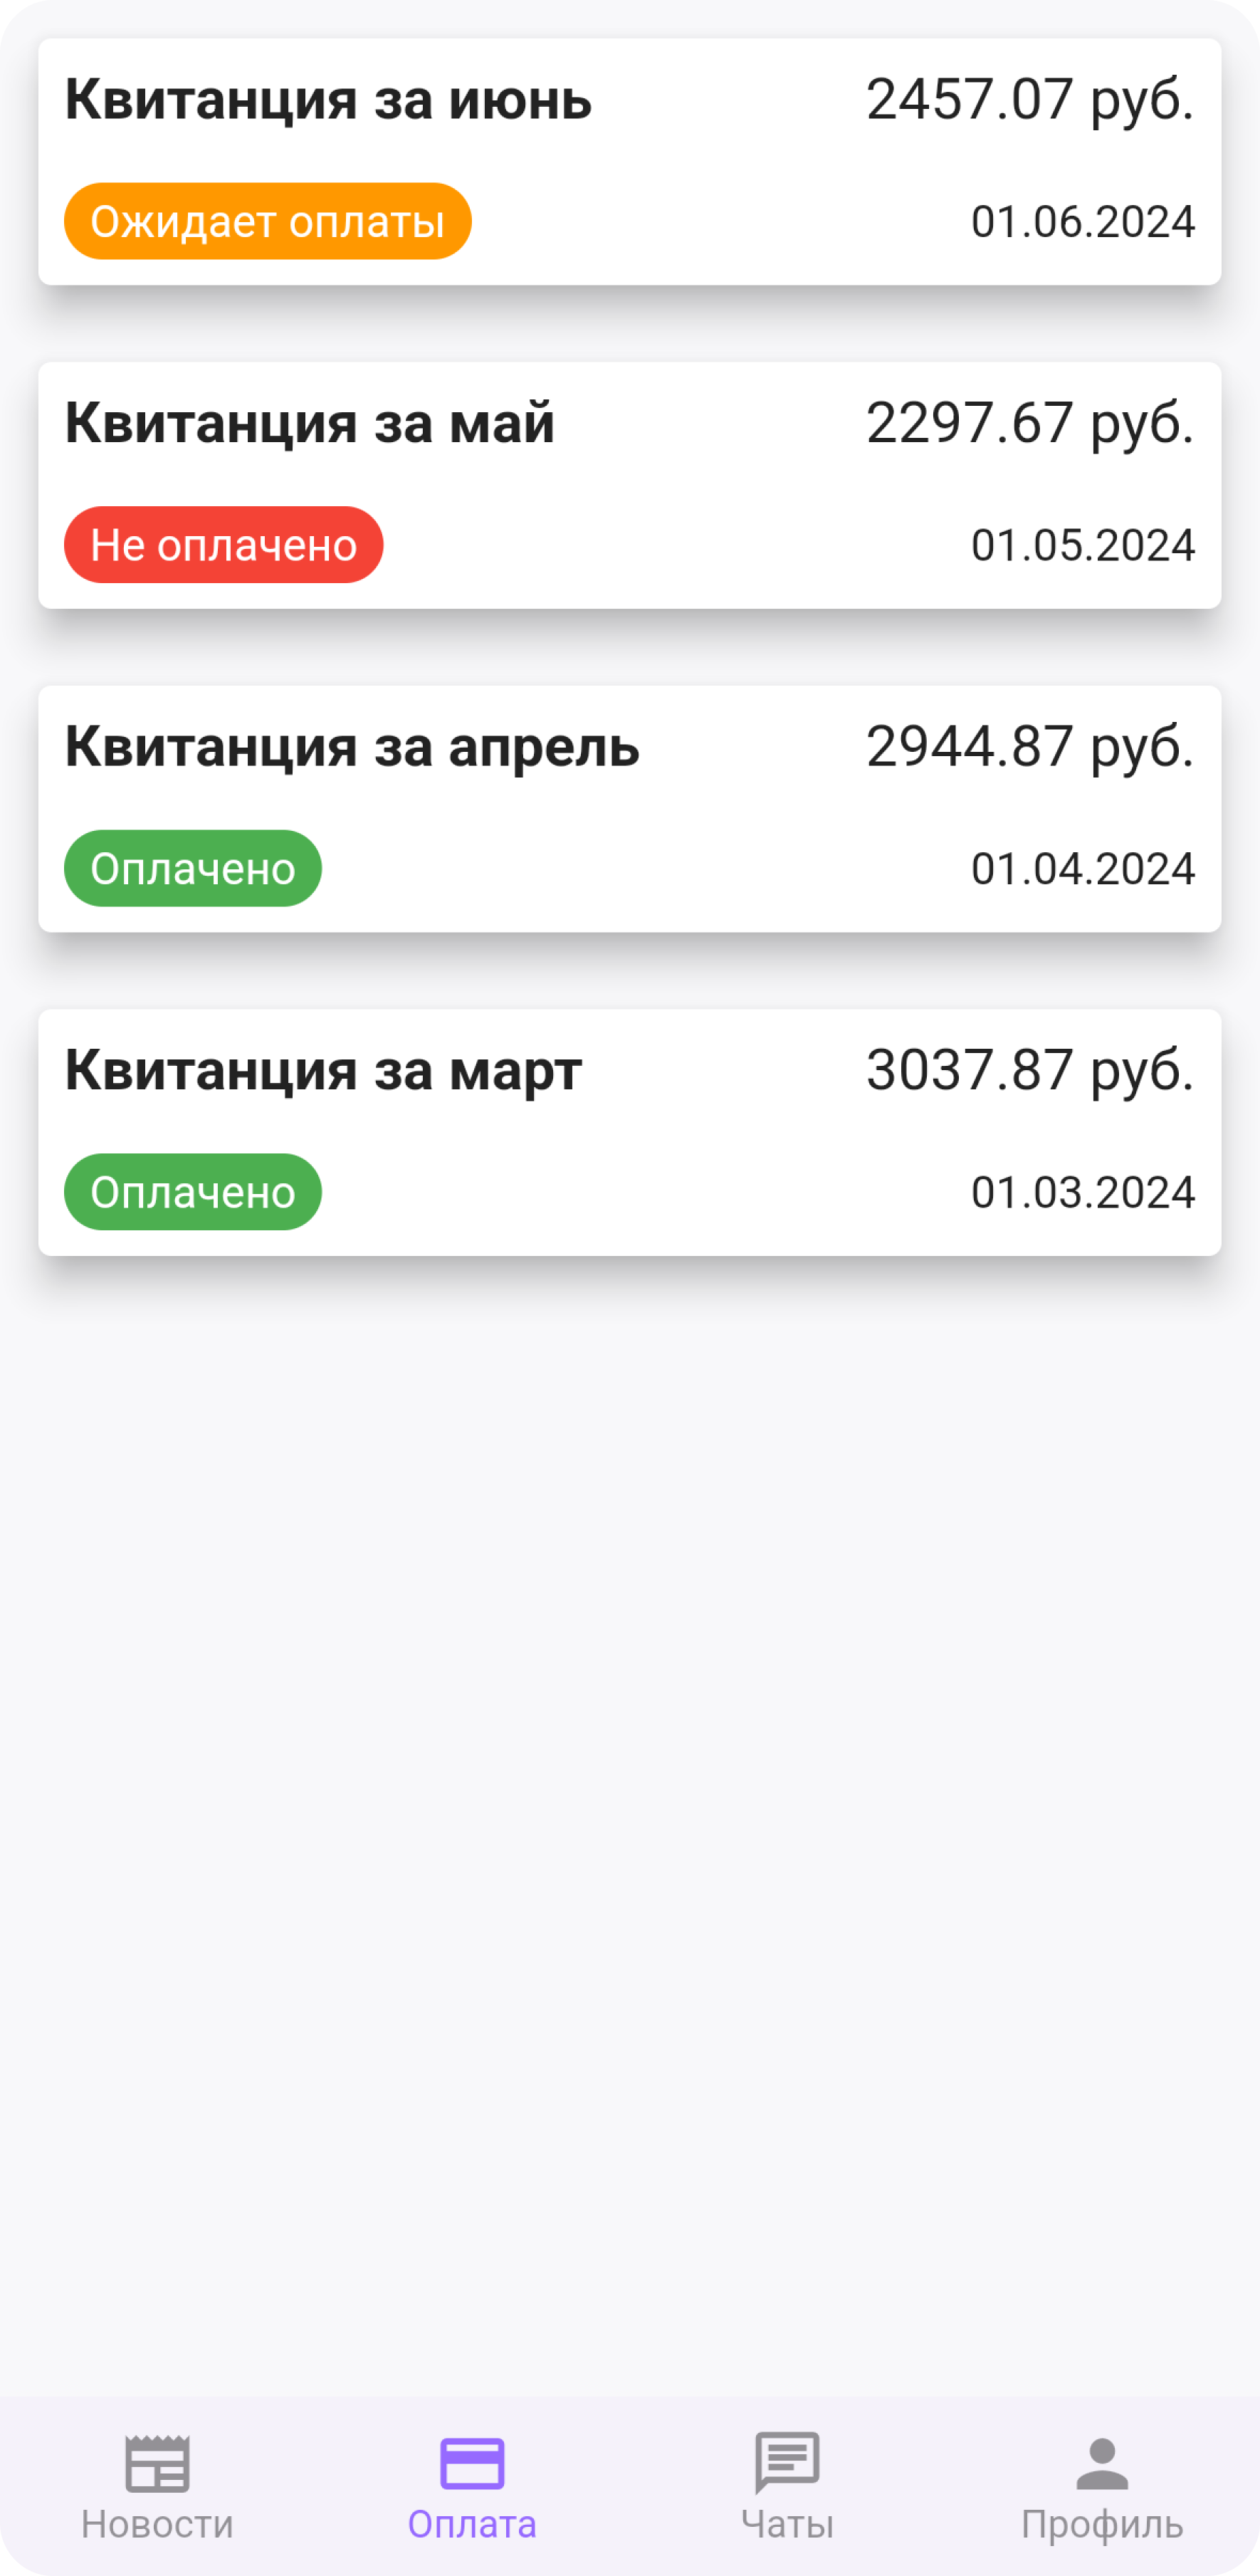 Квитанция за июнь 2457.07 руб.
Ожидает оплаты 01.06.2024
Квитанция за май 2297.67 руб.
Не оплачено 01.05.2024
Квитанция за апрель 2944.87 руб.
Оплачено 01.04.2024
Квитанция за март 3037.87 руб.
Оплачено 01.03.2024
Новости Оплата Чаты Профиль